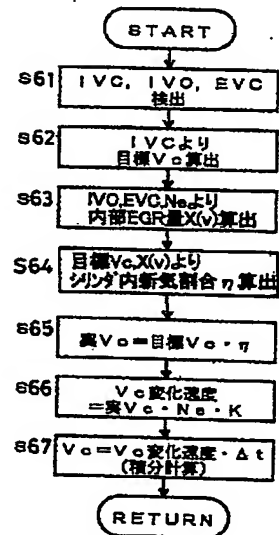 START
S61
IVC, IVO, EVC
検出
S62
IVCより
目標Vc算出
S63
IVO,EVC,Neより
内部EGR量X(v)算出
S64
目標Vc,X(v)より
シリンダ内新気割合η算出
S65
実Vc=目標Vc・η
S66
Vc変化速度
=実Vc・Ne・K
S67
Vc=Vc変化速度・Δt
(積分計算)
RETURN